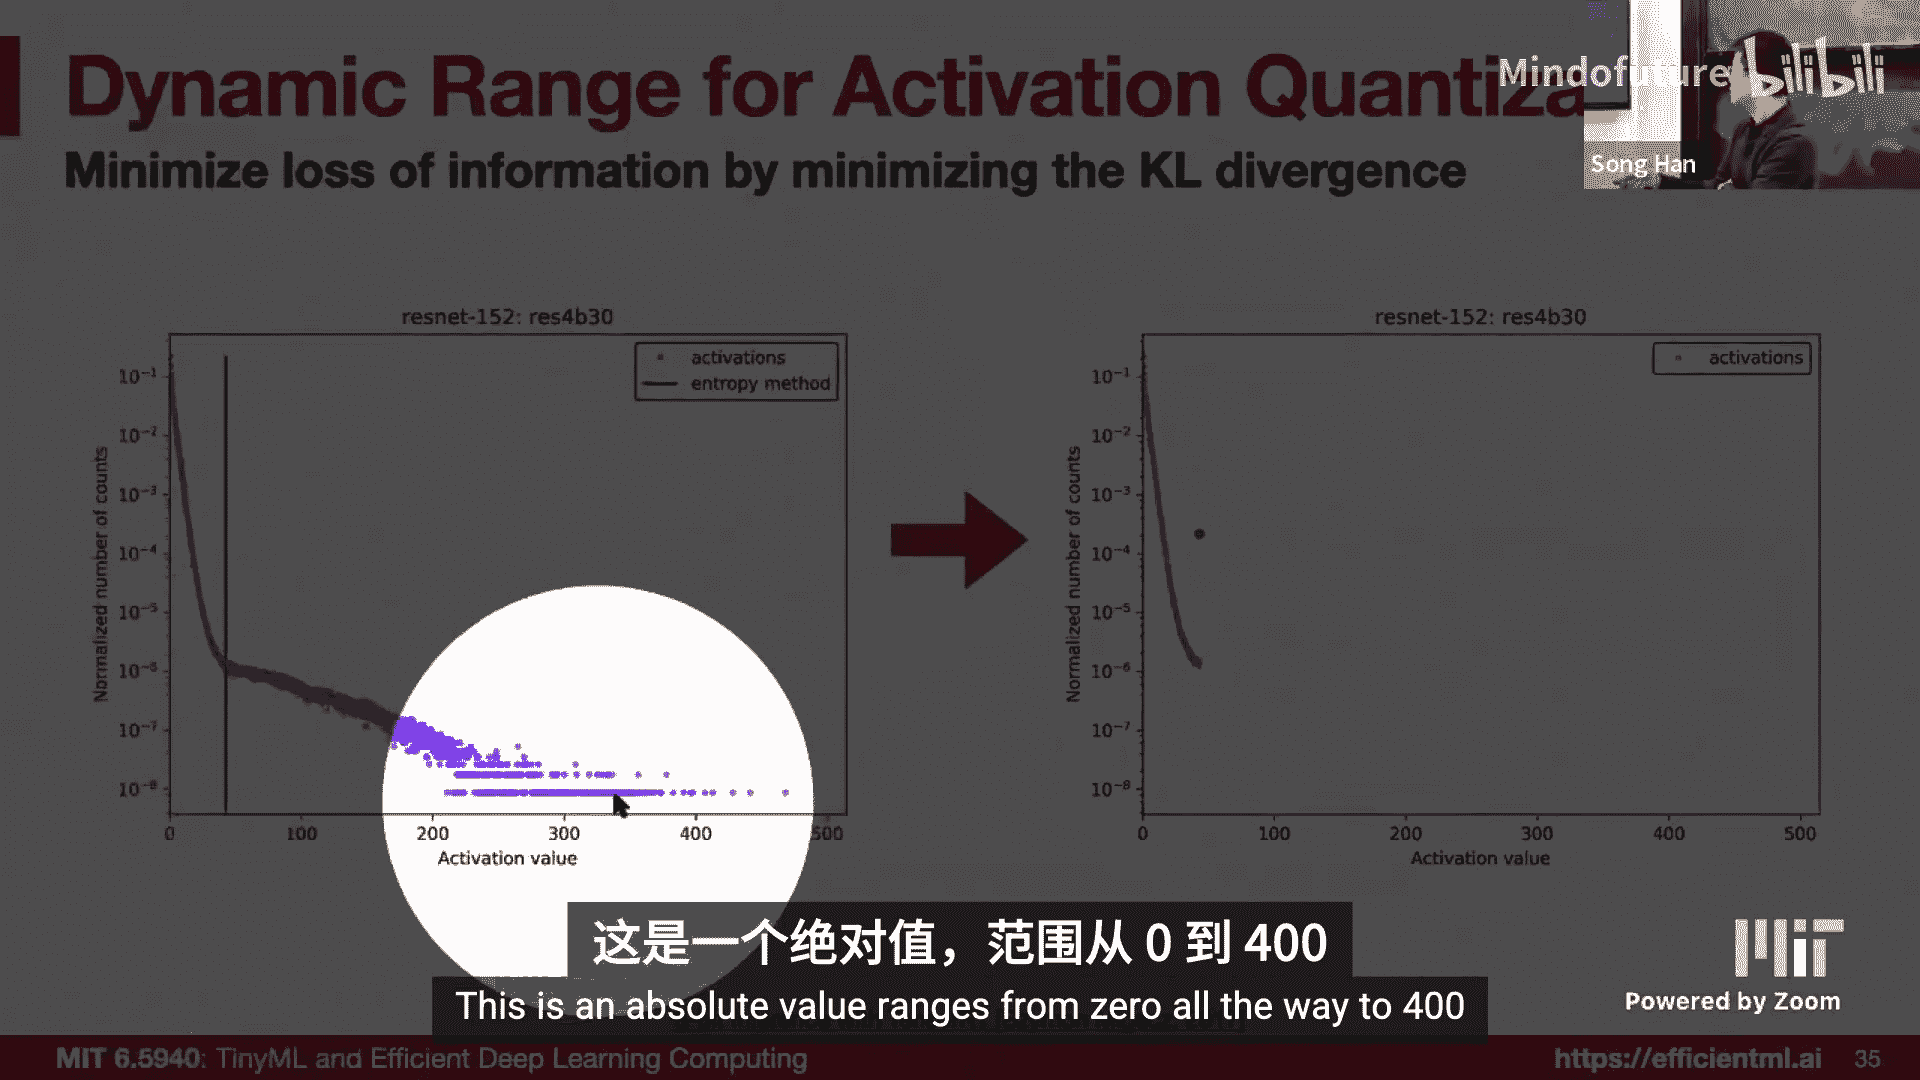 Dynamic Range for Activation Quantiza
Minimize loss of information by minimizing the KL divergence
Mindofuture
bilibili
Song Han
resnet-152: res4b30
activations
entropy method
Normalized number of counts
10⁻¹
10⁻²
10⁻³
10⁻⁴
10⁻⁵
10⁻⁶
10⁻⁷
10⁻⁸
0 100 200 300 400 500
Activation value
resnet-152: res4b30
activations
Normalized number of counts
10⁻¹
10⁻²
10⁻³
10⁻⁴
10⁻⁵
10⁻⁶
10⁻⁷
10⁻⁸
0 100 200 300 400 500
Activation value
这是一个绝对值，范围从 0 到 400
This is an absolute value ranges from zero all the way to 400
MIT
Powered by Zoom
MIT 6.5940: TinyML and Efficient Deep Learning Computing
https://efficientml.ai 35